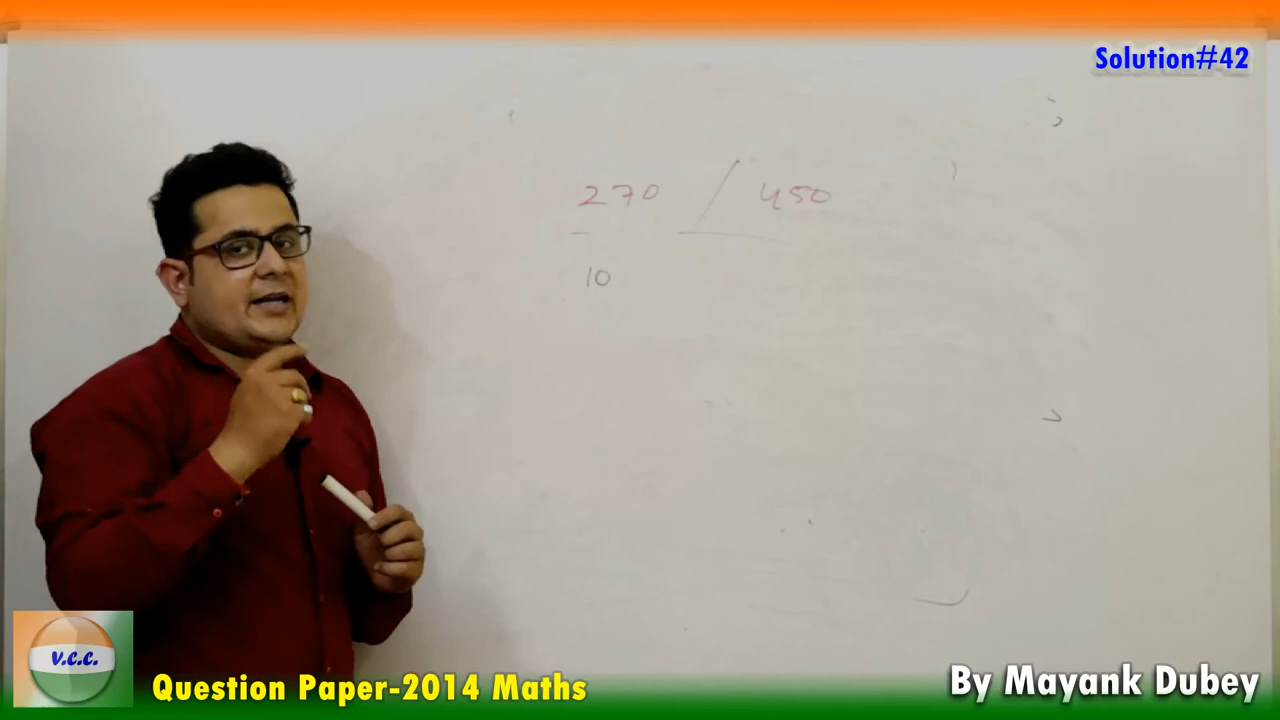 Solution#42
270 / 450
10
V.C.C.
Question Paper-2014 Maths
By Mayank Dubey